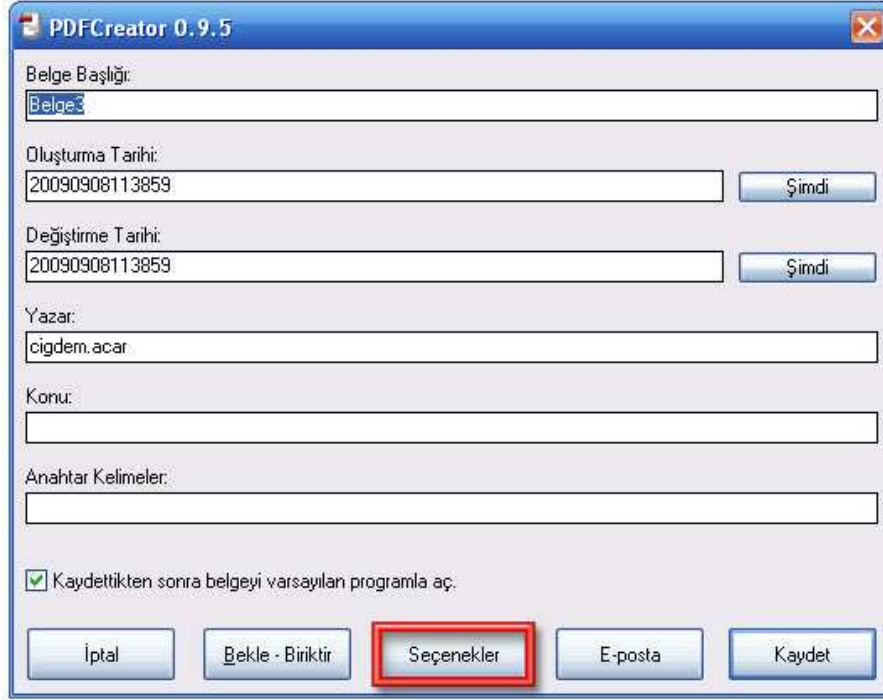 PDFCreator 0.9.5
Belge Başlığı:
Belge3
Oluşturma Tarihi:
20090908113859 Şimdi
Değiştirme Tarihi:
20090908113859 Şimdi
Yazar:
cigdem.acar
Konu:
Anahtar Kelimeler:
Kaydettikten sonra belgeyi varsayılan programla aç.
İptal Bekle - Biriktir Seçenekler E-posta Kaydet